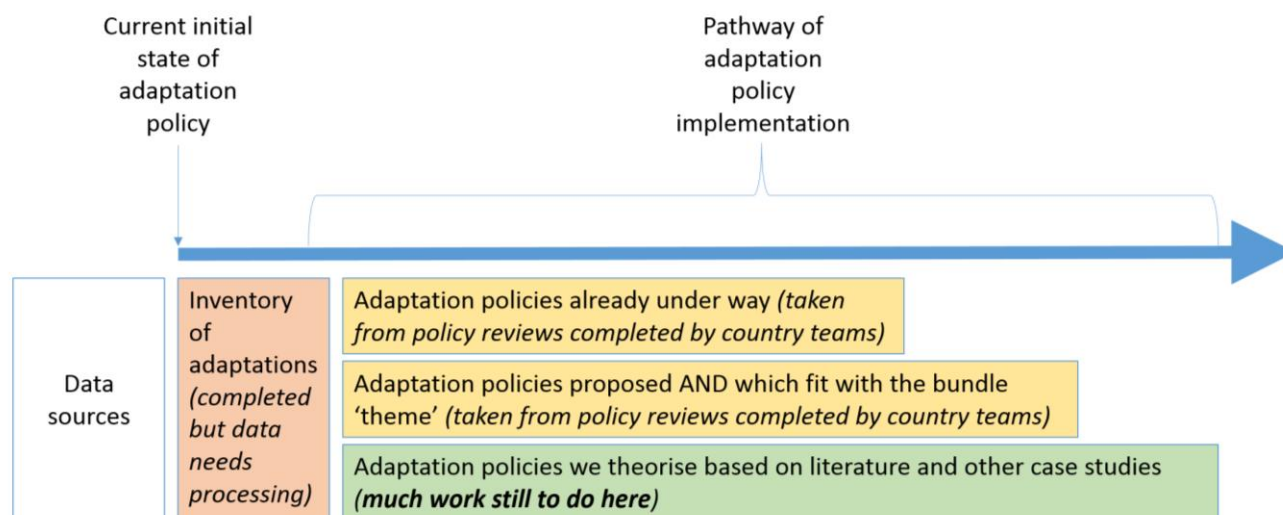 Current initial
state of
adaptation
policy
Pathway of
adaptation
policy
implementation
Data
sources
Inventory
of
adaptations
(completed
but data
needs
processing)
Adaptation policies already under way (taken
from policy reviews completed by country teams)
Adaptation policies proposed AND which fit with the bundle
‘theme’ (taken from policy reviews completed by country teams)
Adaptation policies we theorise based on literature and other case studies
(much work still to do here)